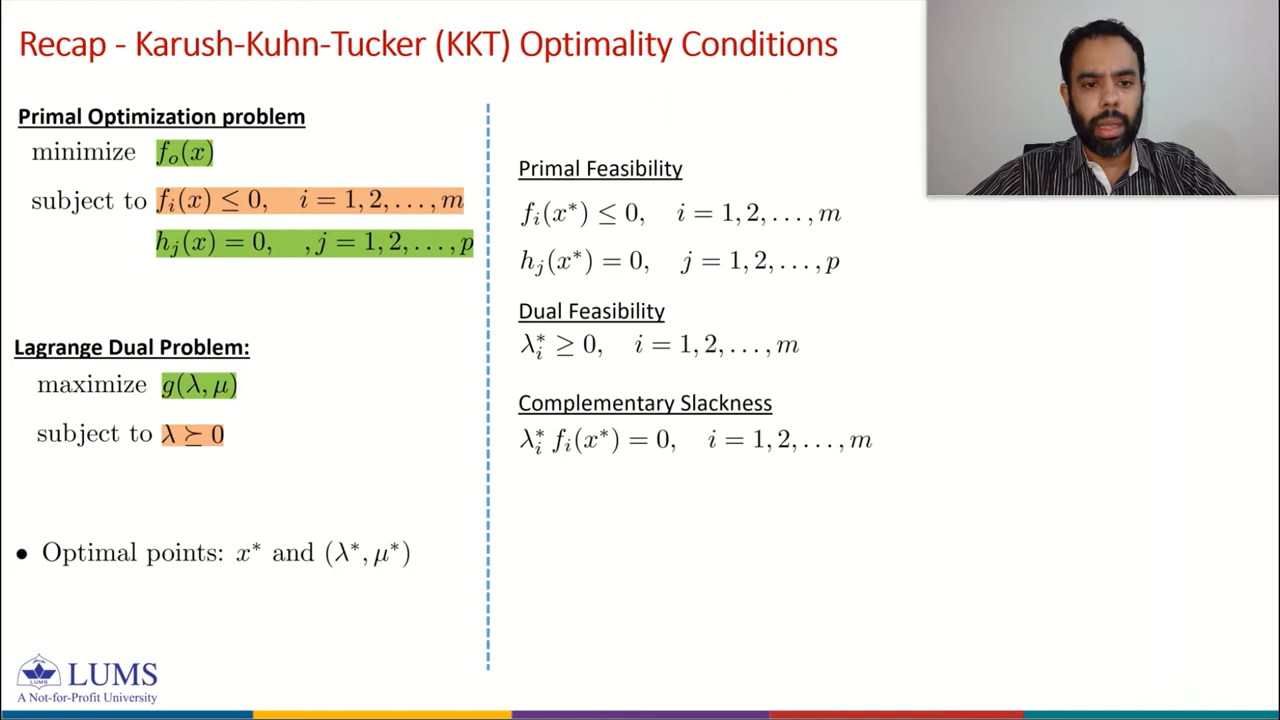 Recap - Karush-Kuhn-Tucker (KKT) Optimality Conditions
Primal Optimization problem
minimize f_o(x)
subject to f_i(x) ≤ 0, i = 1, 2, . . . , m
h_j(x) = 0, , j = 1, 2, . . . , p
Lagrange Dual Problem:
maximize g(λ, μ)
subject to λ ⪰ 0
• Optimal points: x* and (λ*, μ*)
Primal Feasibility
f_i(x*) ≤ 0, i = 1, 2, . . . , m
h_j(x*) = 0, j = 1, 2, . . . , p
Dual Feasibility
λ_i* ≥ 0, i = 1, 2, . . . , m
Complementary Slackness
λ_i* f_i(x*) = 0, i = 1, 2, . . . , m
LUMS
LUMS
A Not-for-Profit University